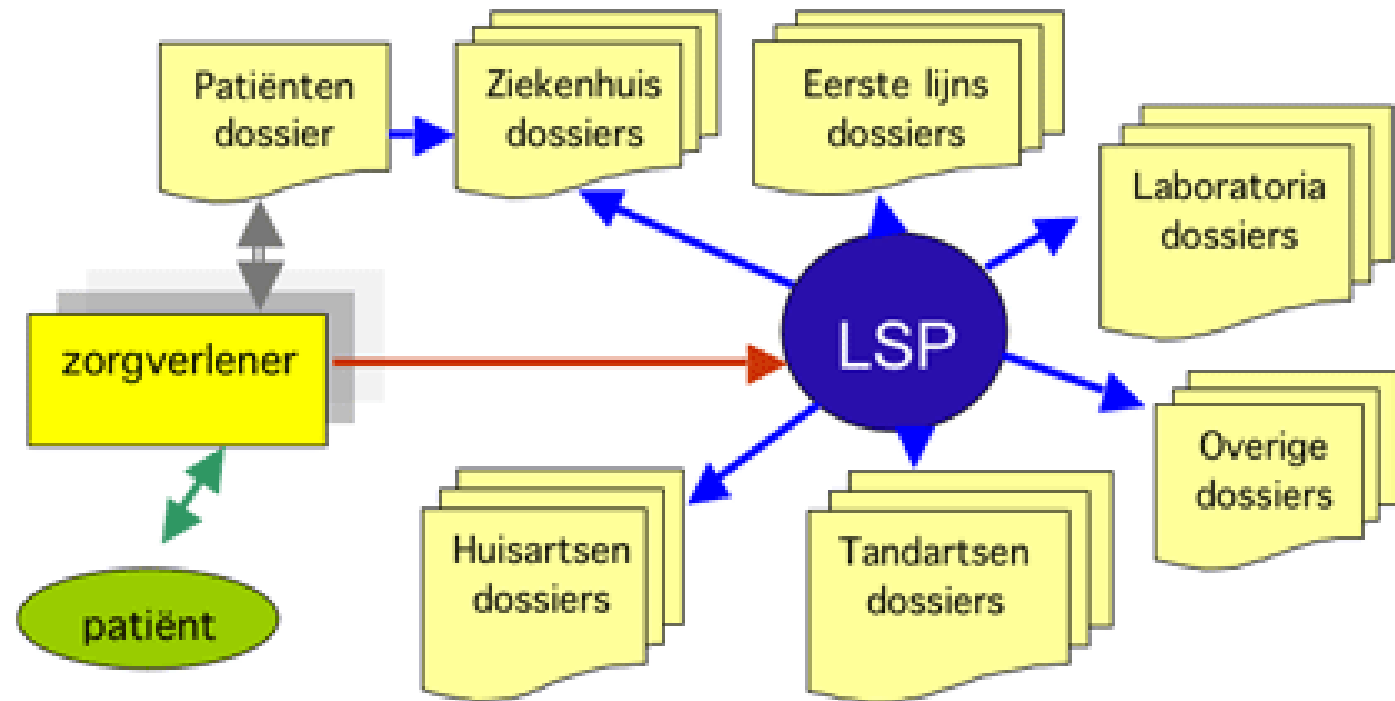 Patiënten
dossier
Ziekenhuis
dossiers
Eerste lijns
dossiers
Laboratoria
dossiers
zorgverlener
LSP
Overige
dossiers
Huisartsen
dossiers
Tandartsen
dossiers
patiënt